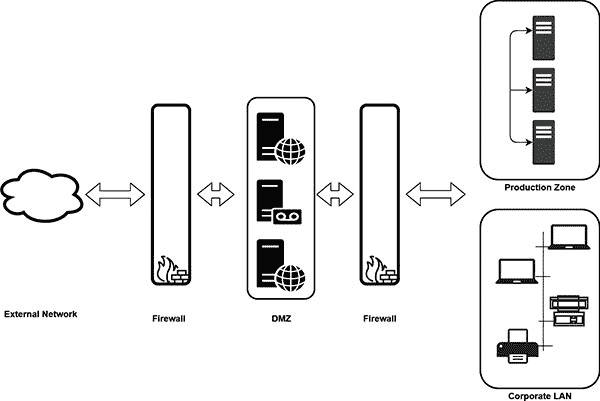 Production Zone
External Network
Firewall
DMZ
Firewall
Corporate LAN